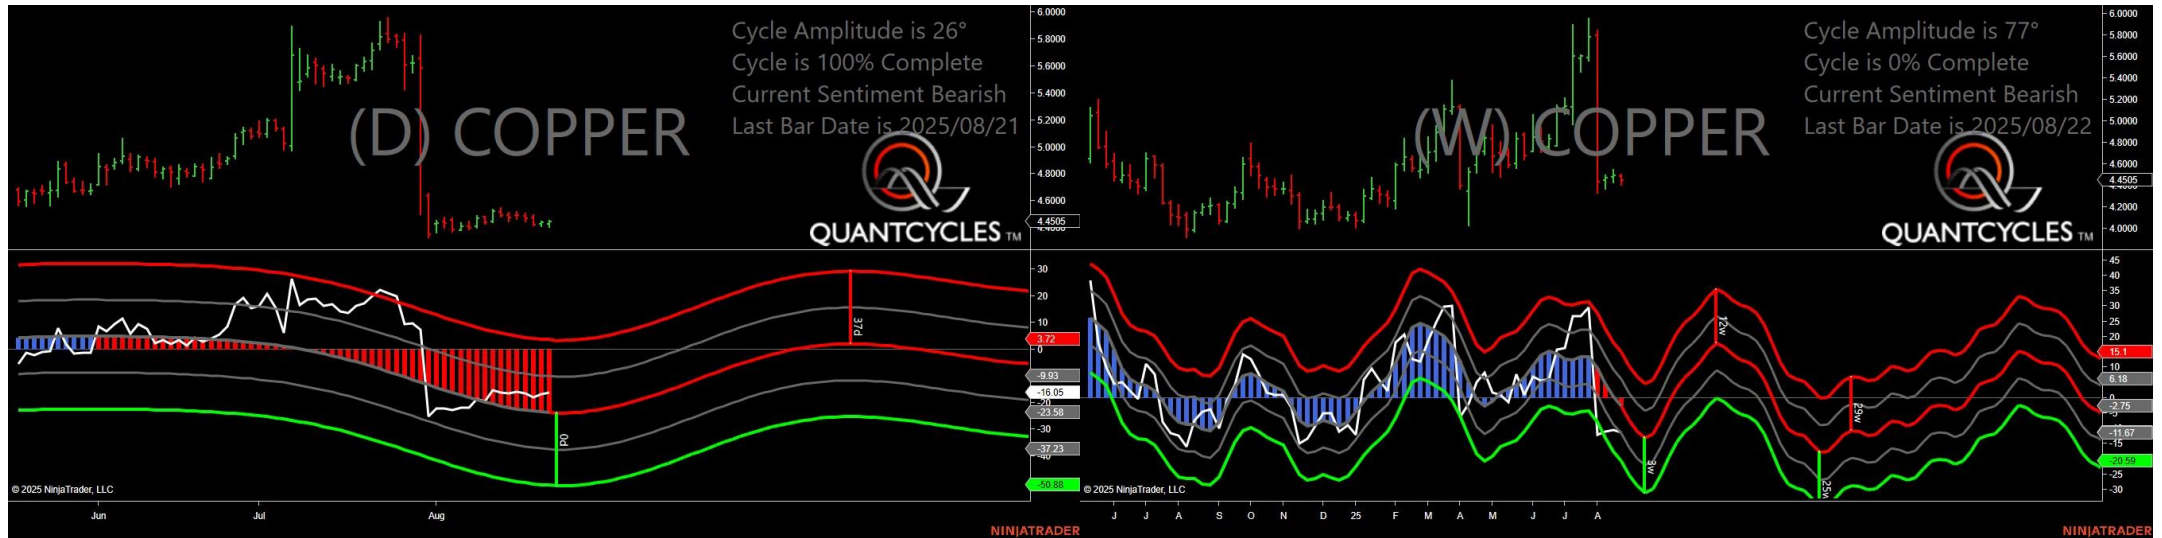 Cycle Amplitude is 26°
Cycle is 100% Complete
Current Sentiment Bearish
Last Bar Date is 2025/08/21
(D) COPPER
QUANTCYCLES TM
6.0000
5.8000
5.6000
5.4000
5.2000
5.0000
4.8000
4.6000
4.4505
30
20
10
3.72
0
-9.93
-16.05
-23.58
-30
-37.23
-50.88
37d
0d
© 2025 NinjaTrader, LLC
Jun Jul Aug
NINJATRADER
Cycle Amplitude is 77°
Cycle is 0% Complete
Current Sentiment Bearish
Last Bar Date is 2025/08/22
(W) COPPER
QUANTCYCLES TM
6.0000
5.8000
5.6000
5.4000
5.2000
5.0000
4.8000
4.6000
4.4505
4.2000
4.0000
45
40
35
30
25
20
15.1
10
6.18
0
-2.75
-11.67
-15
-20.59
-25
-30
12w
29w
3w
25w
© 2025 NinjaTrader, LLC
J J A S O N D 25 F M A M J J A
NINJATRADER